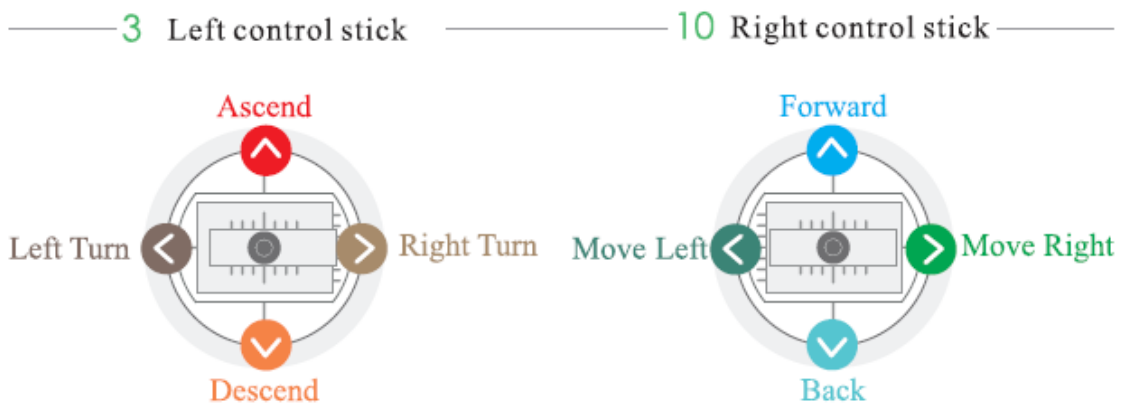 3 Left control stick
10 Right control stick
Ascend
Left Turn
Right Turn
Descend
Forward
Move Left
Move Right
Back